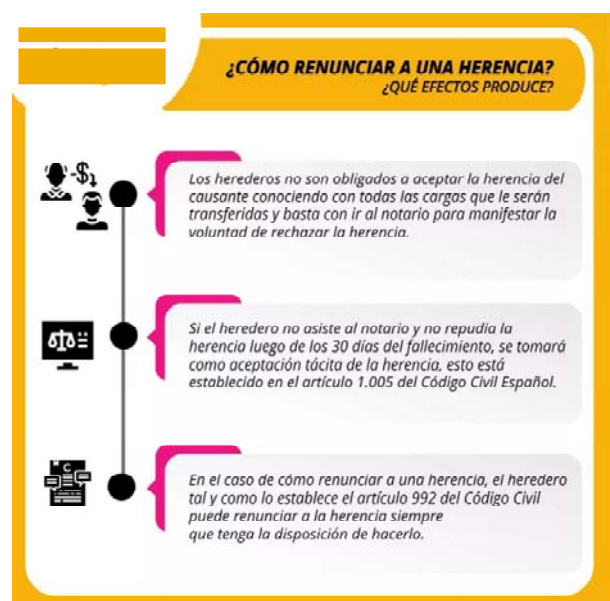 ¿CÓMO RENUNCIAR A UNA HERENCIA?
¿QUÉ EFECTOS PRODUCE?
-$
Los herederos no son obligados a aceptar la herencia del
causante conociendo con todas las cargas que le serán
transferidas y basta con ir al notario para manifestar la
voluntad de rechazar la herencia.
Si el heredero no asiste al notario y no repudia la
herencia luego de los 30 días del fallecimiento, se tomará
como aceptación tácita de la herencia, esto está
establecido en el artículo 1.005 del Código Civil Español.
En el caso de cómo renunciar a una herencia, el heredero
tal y como lo establece el artículo 992 del Código Civil
puede renunciar a la herencia siempre
que tenga la disposición de hacerlo.